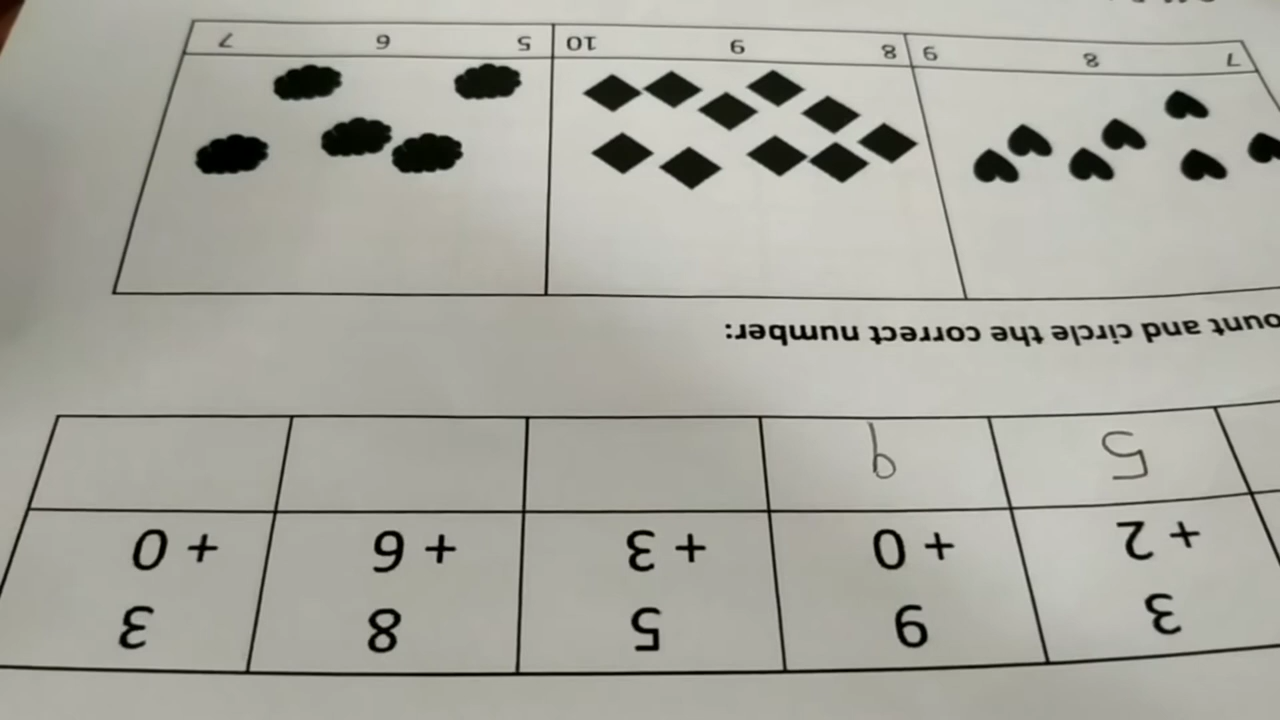 3 9 5 8 3
+ 2 + 0 + 3 + 6 + 0
5 9
ount and circle the correct number:
7 8 9 8 9 10 5 6 7